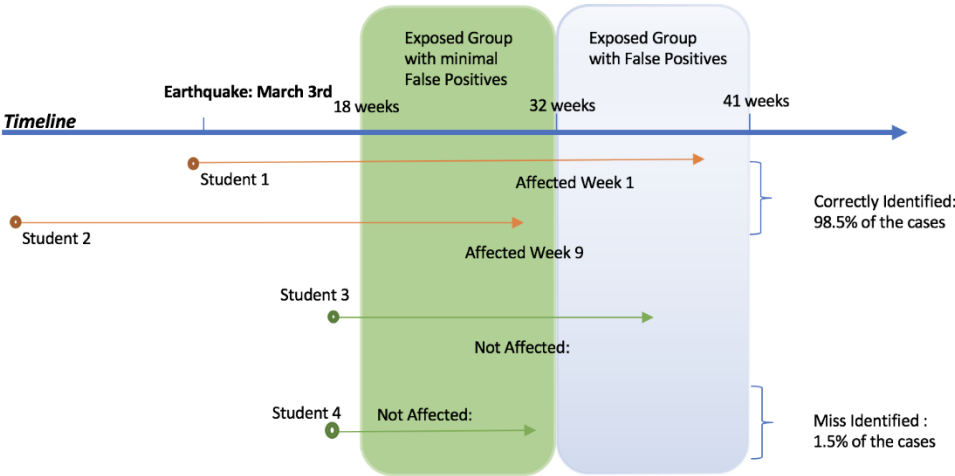 Exposed Group
with minimal
False Positives
Exposed Group
with False Positives
Earthquake: March 3rd
18 weeks
32 weeks
41 weeks
Timeline
Student 1
Affected Week 1
Correctly Identified:
98.5% of the cases
Student 2
Affected Week 9
Student 3
Not Affected:
Student 4
Not Affected:
Miss Identified :
1.5% of the cases